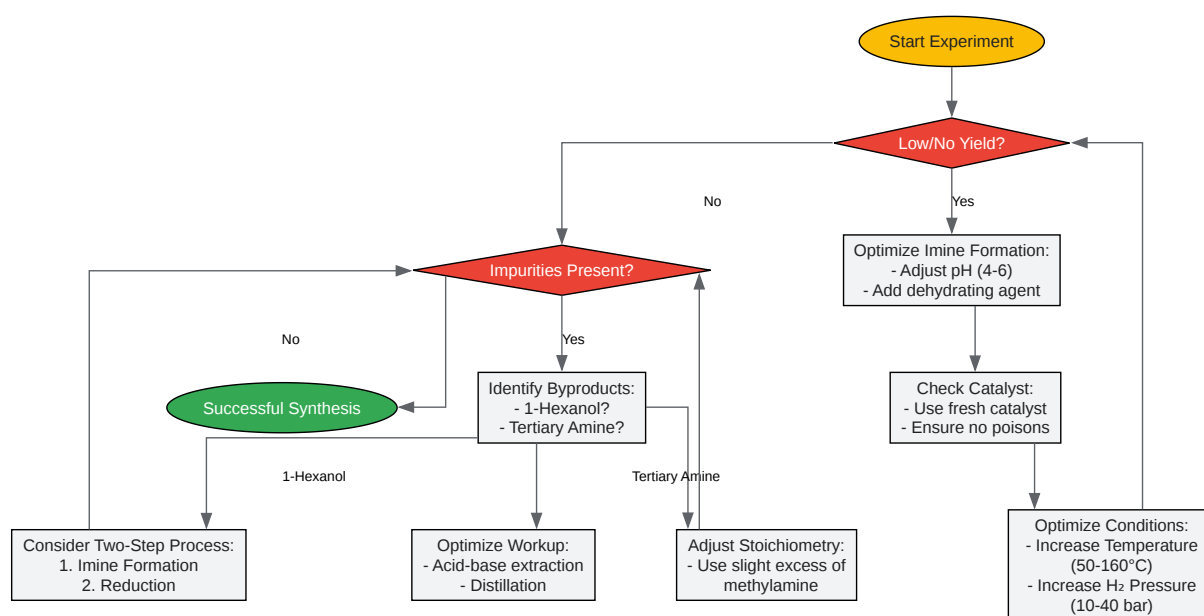 Start Experiment
Low/No Yield?
No
Yes
Optimize Imine Formation:
- Adjust pH (4-6)
- Add dehydrating agent
Impurities Present?
No
Yes
Identify Byproducts:
- 1-Hexanol?
- Tertiary Amine?
Check Catalyst:
- Use fresh catalyst
- Ensure no poisons
Successful Synthesis
1-Hexanol
Tertiary Amine
Consider Two-Step Process:
1. Imine Formation
2. Reduction
Optimize Workup:
- Acid-base extraction
- Distillation
Adjust Stoichiometry:
- Use slight excess of
methylamine
Optimize Conditions:
- Increase Temperature
(50-160°C)
- Increase H₂ Pressure
(10-40 bar)